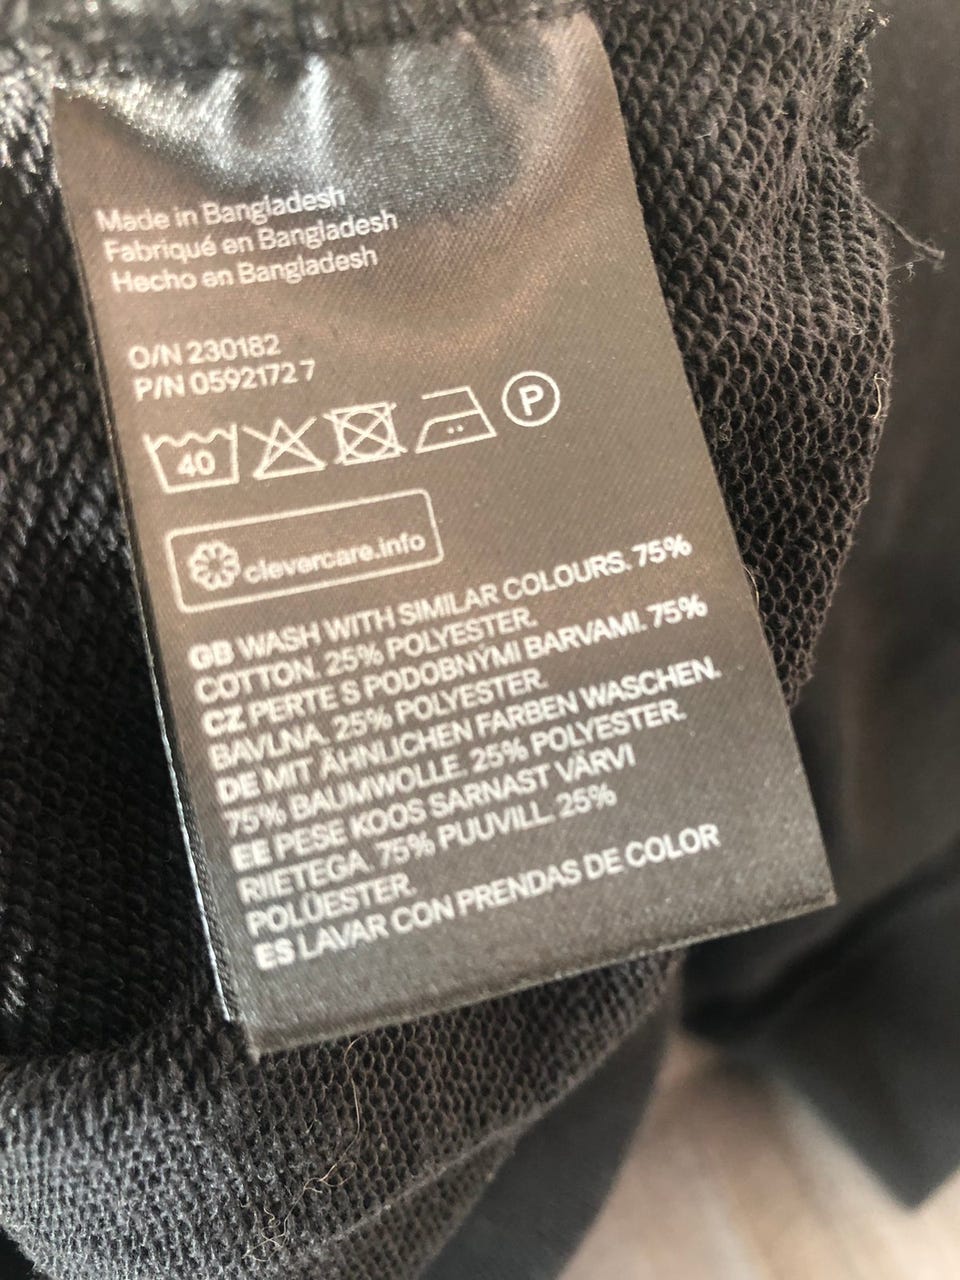 Made in Bangladesh
Fabriqué en Bangladesh
Hecho en Bangladesh
O/N 230182
P/N 0592172 7
40 P
clevercare.info
GB WASH WITH SIMILAR COLOURS. 75%
COTTON. 25% POLYESTER.
CZ PERTE S PODOBNÝMI BARVAMI. 75%
BAVLNA. 25% POLYESTER.
DE MIT ÄHNLICHEN FARBEN WASCHEN.
75% BAUMWOLLE. 25% POLYESTER.
EE PESE KOOS SARNAST VÄRVI
RIIETEGA. 75% PUUVILL. 25%
POLÜESTER.
ES LAVAR CON PRENDAS DE COLOR